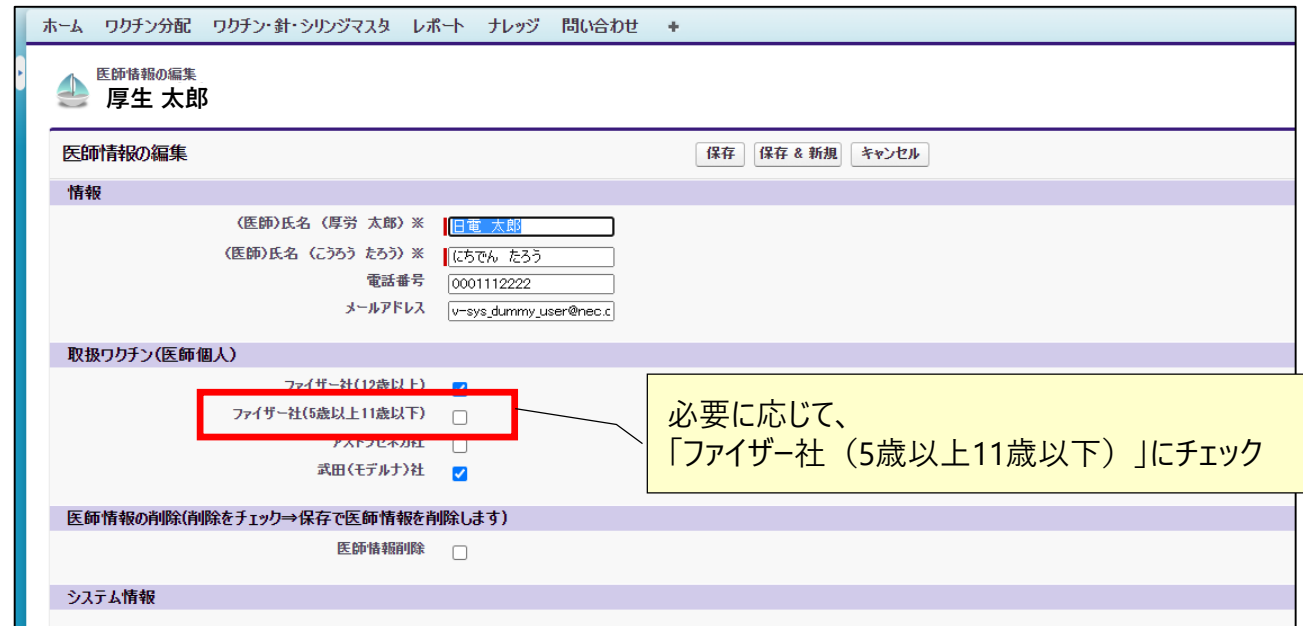 ホーム ワクチン分配 ワクチン・針・シリンジマスタ レポート ナレッジ 問い合わせ +
医師情報の編集
厚生 太郎
医師情報の編集 保存 保存 & 新規 キャンセル
情報
(医師)氏名 (厚労 太郎) ※ 日電 太郎
(医師)氏名 (こうろう たろう) ※ にちでん たろう
電話番号 0001112222
メールアドレス v-sys_dummy_user@nec.c
取扱ワクチン(医師個人)
ファイザー社(12歳以上)
ファイザー社(5歳以上11歳以下)
アストラゼネカ社
武田(モデルナ)社
必要に応じて、
「ファイザー社（5歳以上11歳以下）」にチェック
医師情報の削除(削除をチェック⇒保存で医師情報を削除します)
医師情報削除
システム情報